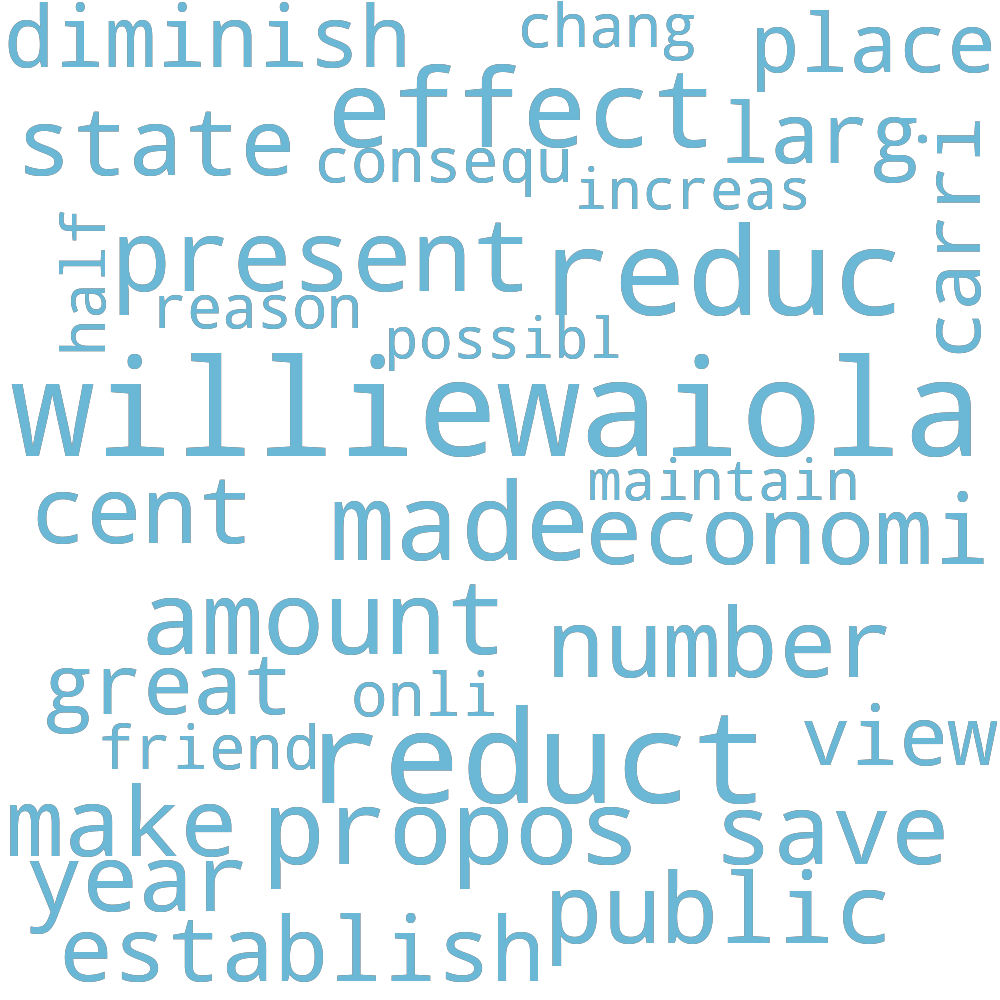 diminish
chang
place
effect
state
larg
consequ
increas
carri
half
present
reduc
reason
possibl
williewaiola
maintain
cent
made
economi
amount
number
great
onli
friend
reduct
view
make
propos
save
year
public
establish